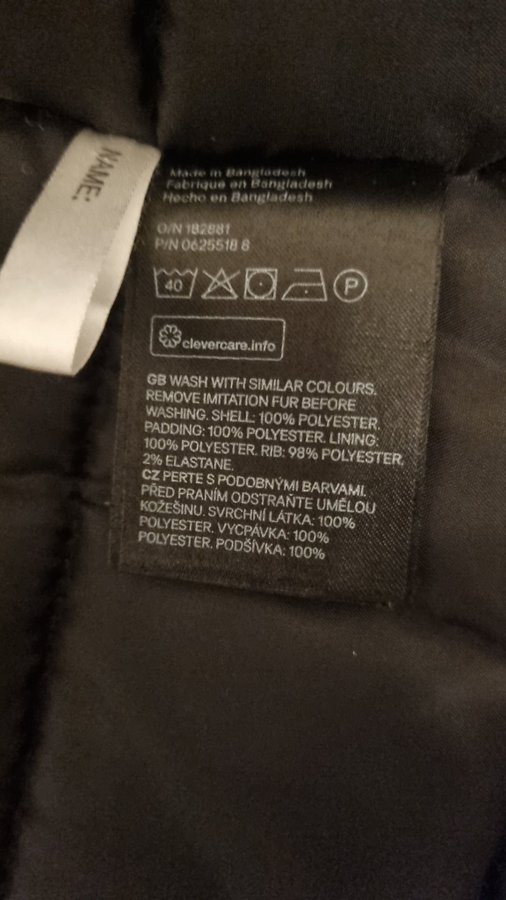 NAME:
Made in Bangladesh
Fabriqué en Bangladesh
Hecho en Bangladesh
O/N 182881
P/N 0625518 8
40
P
clevercare.info
GB WASH WITH SIMILAR COLOURS.
REMOVE IMITATION FUR BEFORE
WASHING. SHELL: 100% POLYESTER.
PADDING: 100% POLYESTER. LINING:
100% POLYESTER. RIB: 98% POLYESTER,
2% ELASTANE.
CZ PERTE S PODOBNÝMI BARVAMI.
PŘED PRANÍM ODSTRAŇTE UMĚLOU
KOŽEŠINU. SVRCHNÍ LÁTKA: 100%
POLYESTER. VYCPÁVKA: 100%
POLYESTER. PODŠÍVKA: 100%